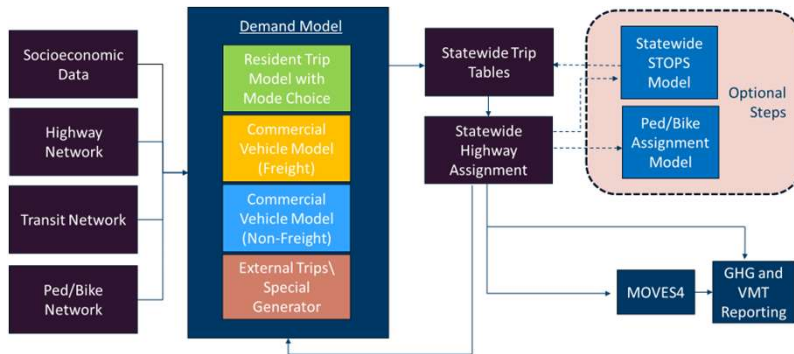 Socioeconomic
Data
Highway
Network
Transit Network
Ped/Bike
Network
Demand Model
Resident Trip
Model with
Mode Choice
Commercial
Vehicle Model
(Freight)
Commercial
Vehicle Model
(Non-Freight)
External Trips\
Special
Generator
Statewide Trip
Tables
Statewide
Highway
Assignment
Statewide
STOPS
Model
Ped/Bike
Assignment
Model
Optional
Steps
MOVES4
GHG and
VMT
Reporting